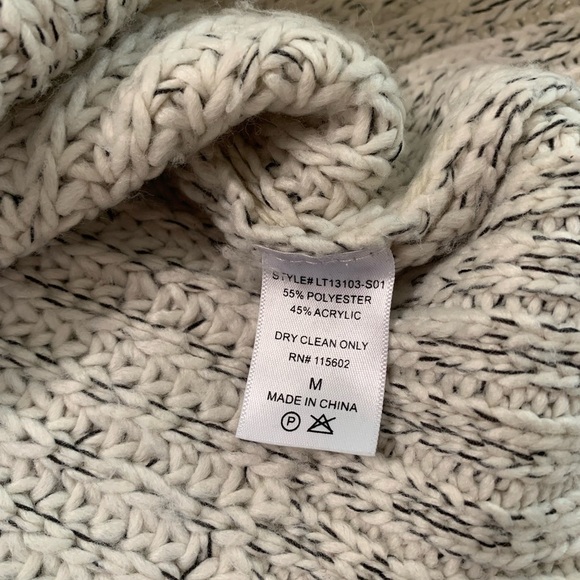 STYLE# LT13103-S01
55% POLYESTER
45% ACRYLIC
DRY CLEAN ONLY
RN# 115602
M
MADE IN CHINA
P